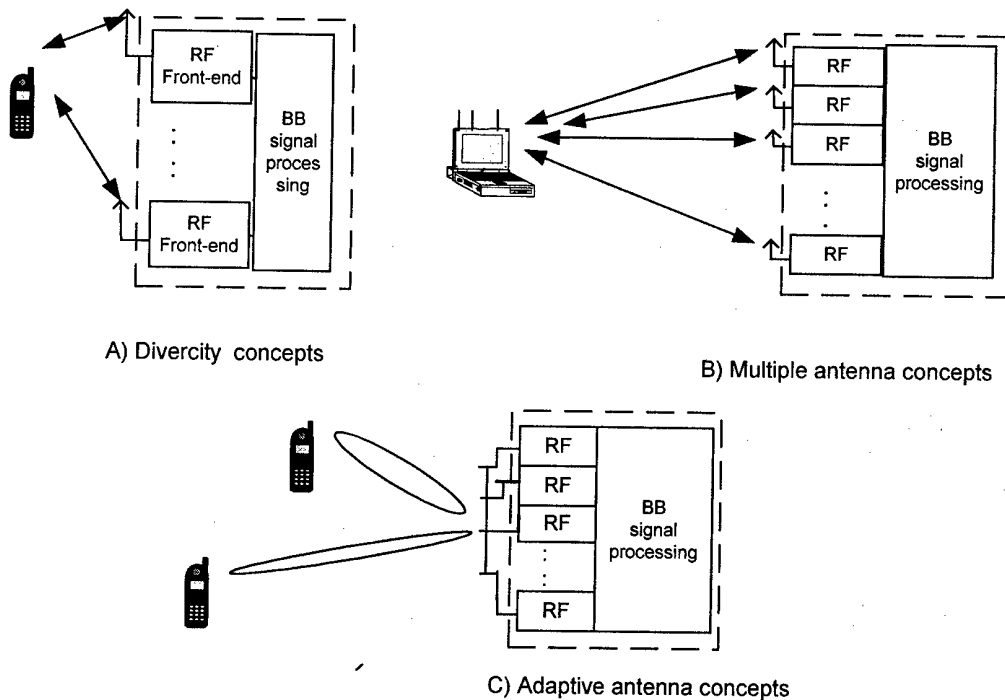 RF
Front-end
BB
signal
proces
sing
RF
Front-end
A) Divercity concepts
RF
RF
RF
BB
signal
processing
RF
B) Multiple antenna concepts
RF
RF
RF
BB
signal
processing
RF
C) Adaptive antenna concepts